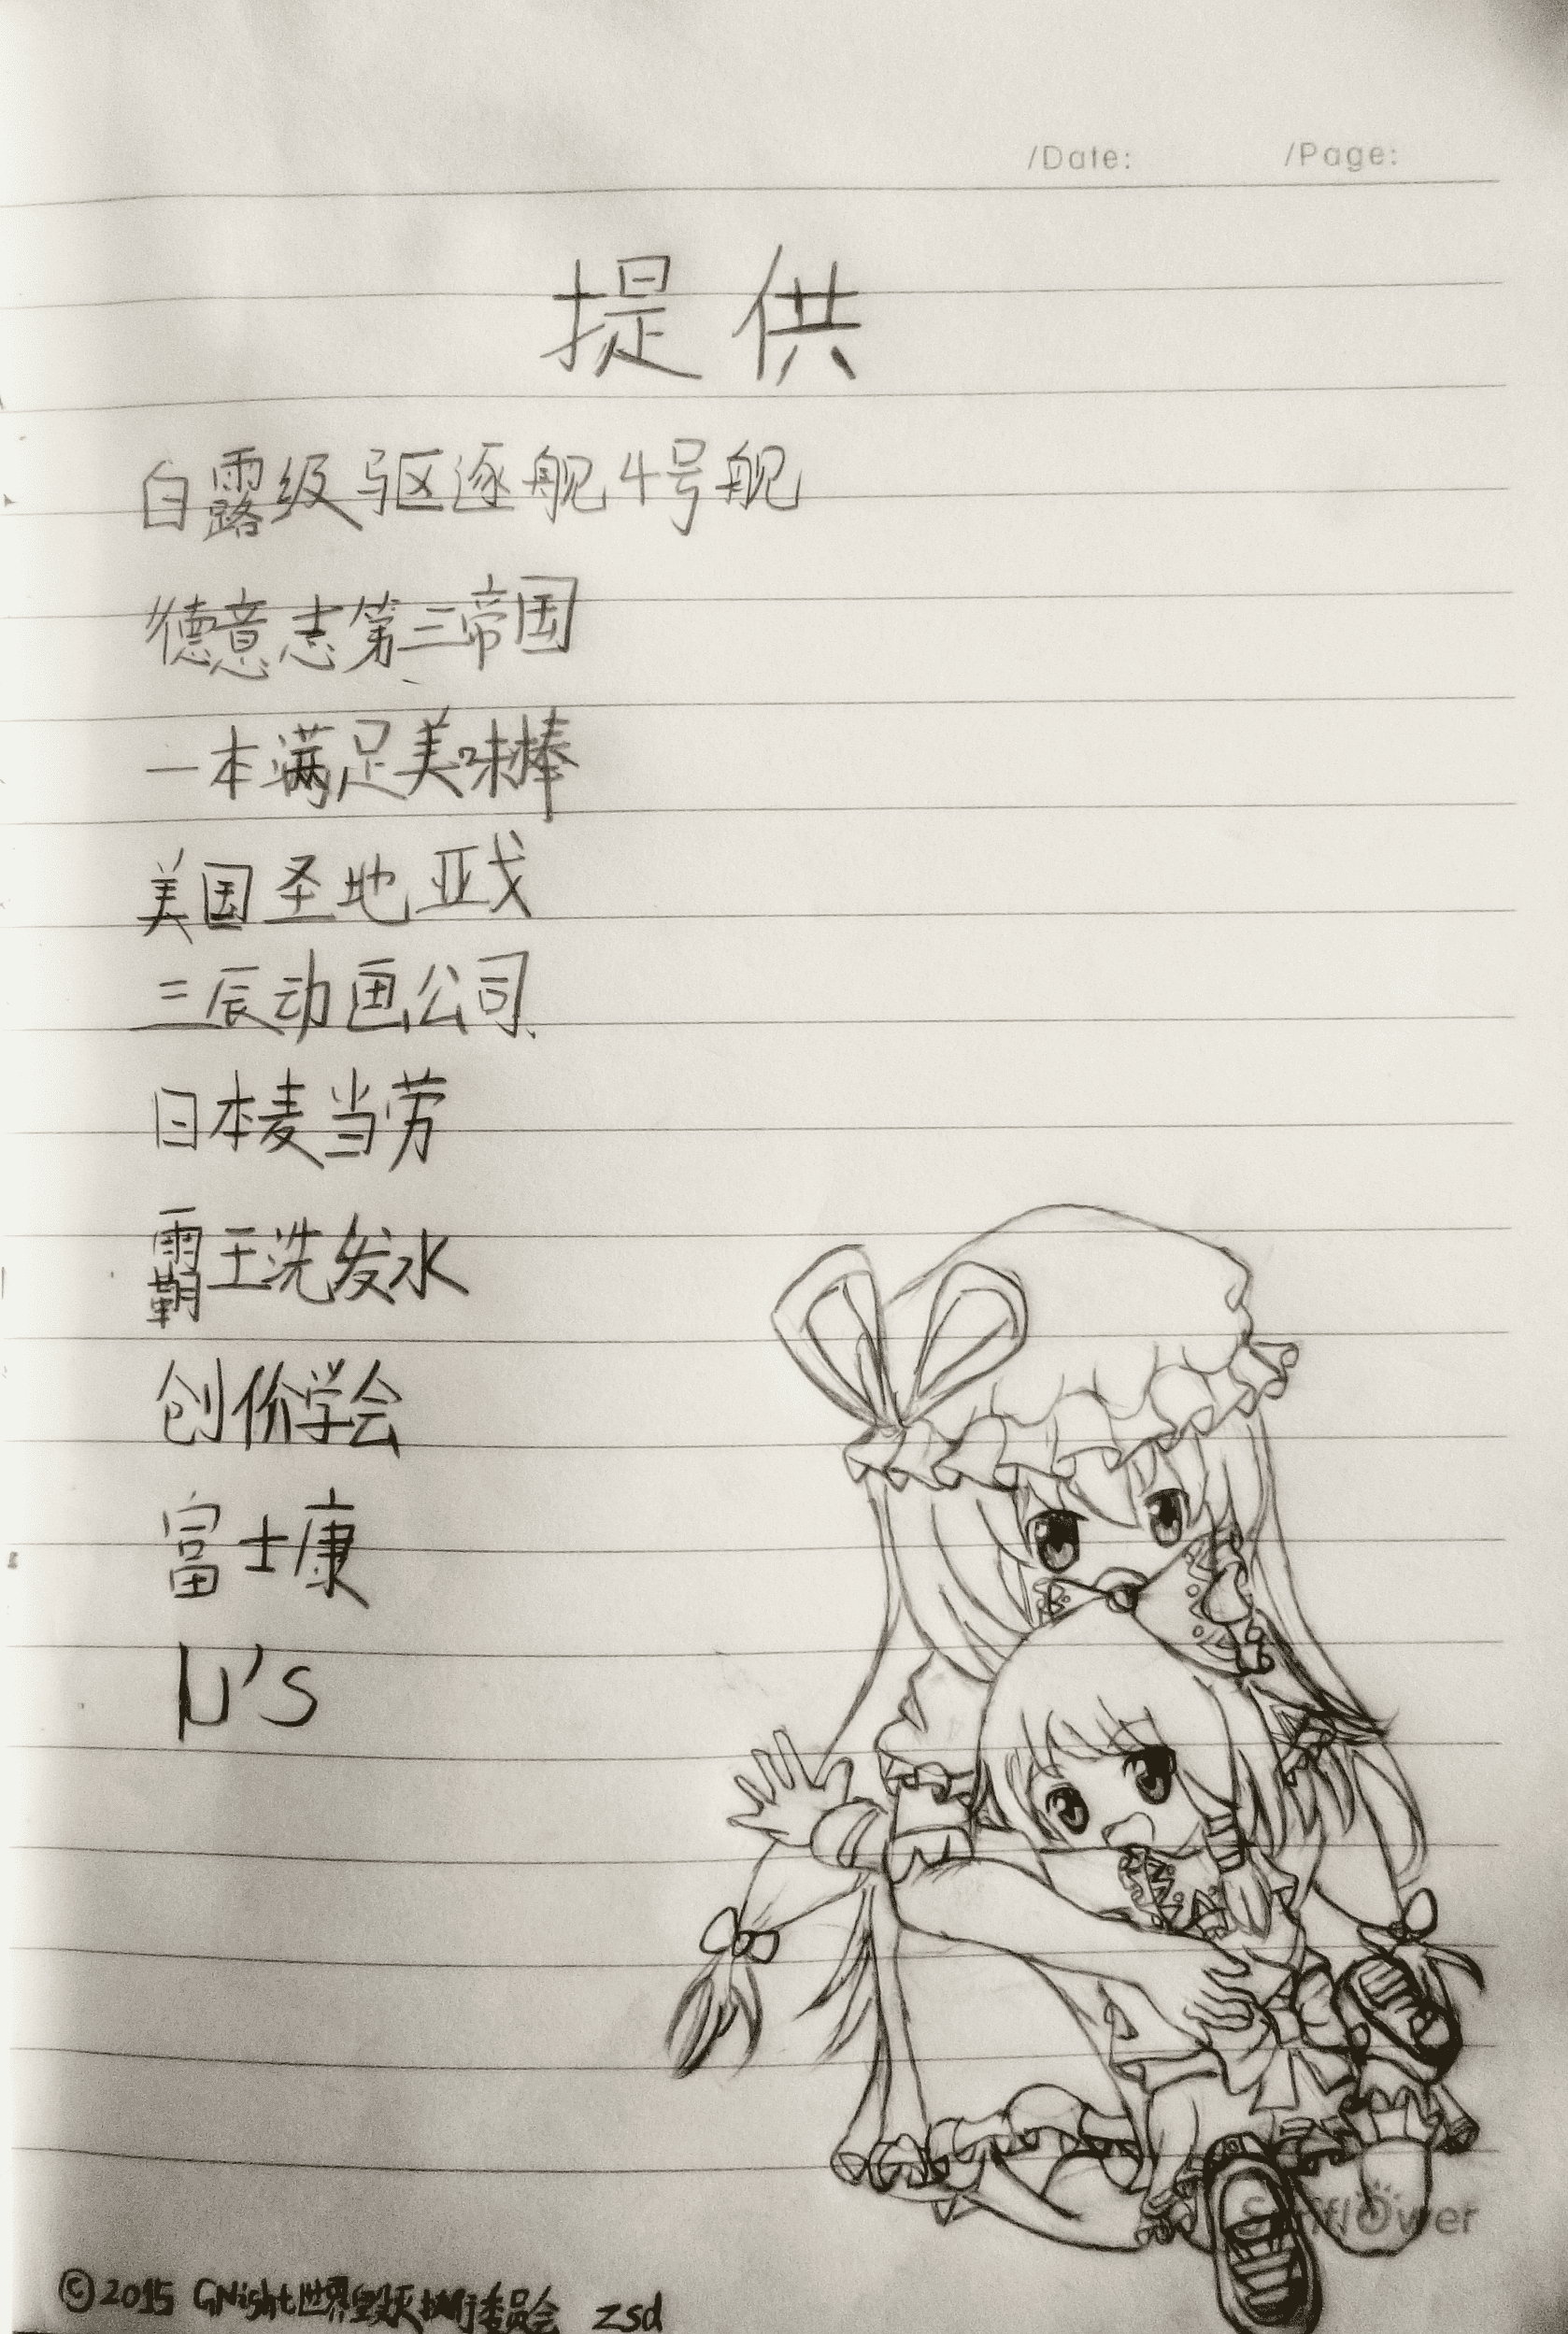 /Date: /Page:
提供
白露级驱逐舰4号舰
德意志第三帝国
一本满足美味棒
美国圣地亚戈
三辰动画公司
日本麦当劳
霸王洗发水
创价学会
富士康
μ's
©2015 GNight世界毁灭执行委员会 zsd